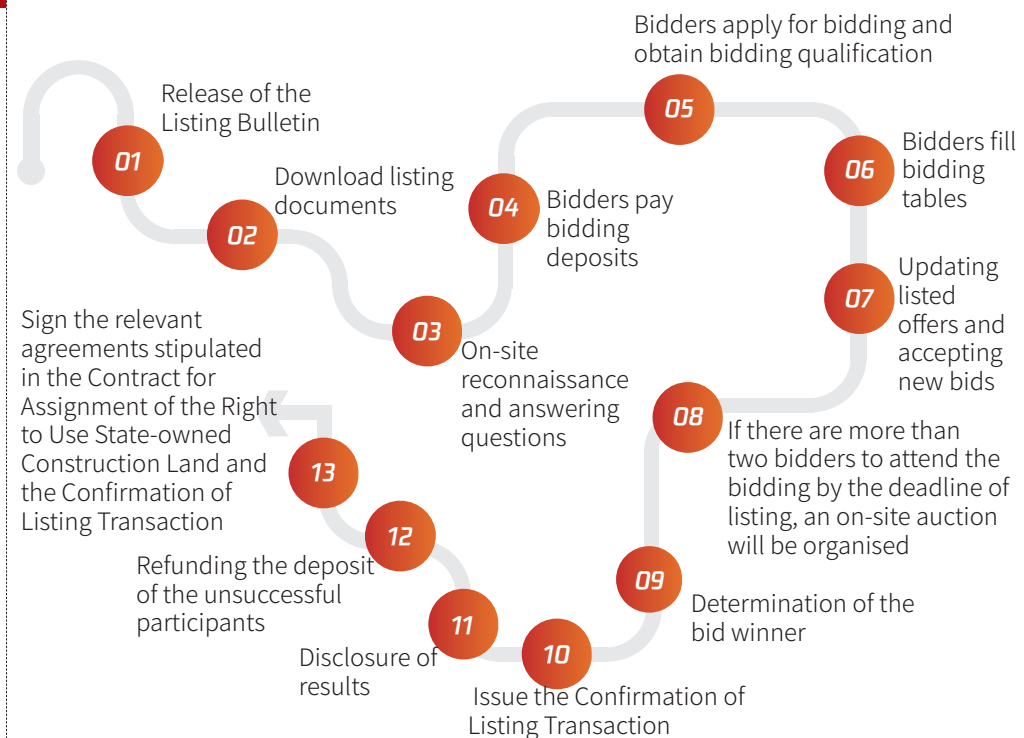 01
Release of the
Listing Bulletin
02
Download listing
documents
03
On-site
reconnaissance
and answering
questions
04
Bidders pay
bidding
deposits
05
Bidders apply for bidding and
obtain bidding qualification
06
Bidders fill
bidding
tables
07
Updating
listed
offers and
accepting
new bids
08
If there are more than
two bidders to attend the
bidding by the deadline of
listing, an on-site auction
will be organised
09
Determination of the
bid winner
10
Issue the Confirmation of
Listing Transaction
11
Disclosure of
results
12
Refunding the deposit
of the unsuccessful
participants
13
Sign the relevant
agreements stipulated
in the Contract for
Assignment of the Right
to Use State-owned
Construction Land and
the Confirmation of
Listing Transaction